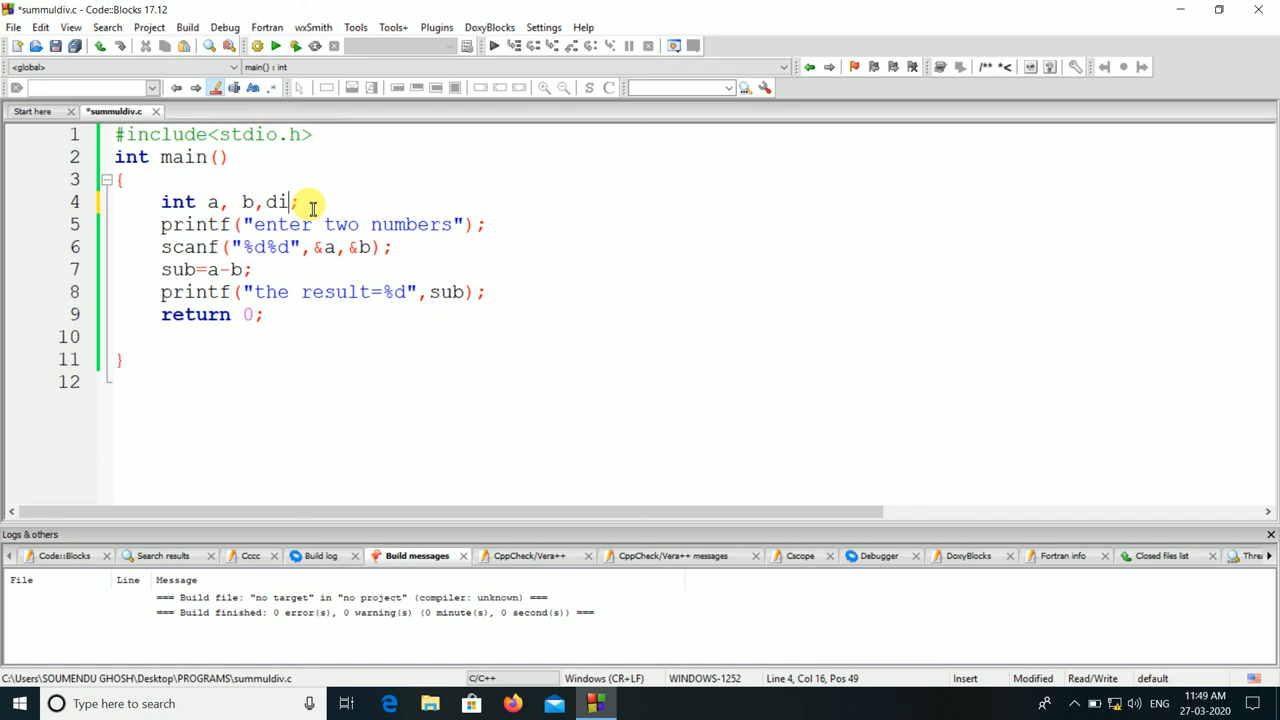 *summuldiv.c - Code::Blocks 17.12
File Edit View Search Project Build Debug Fortran wxSmith Tools Tools+ Plugins DoxyBlocks Settings Help
<global> main() : int
Start here *summuldiv.c
1 #include<stdio.h>
2 int main()
3 {
4 int a, b,di;
5 printf("enter two numbers");
6 scanf("%d%d",&a,&b);
7 sub=a-b;
8 printf("the result=%d",sub);
9 return 0;
10
11 }
12
Logs & others
Code::Blocks Search results Cccc Build log Build messages CppCheck/Vera++ CppCheck/Vera++ messages Cscope Debugger DoxyBlocks Fortran info Closed files list Thre
File Line Message
=== Build file: "no target" in "no project" (compiler: unknown) ===
=== Build finished: 0 error(s), 0 warning(s) (0 minute(s), 0 second(s)) ===
C:\Users\SOUMENDU GHOSH\Desktop\PROGRAMS\summuldiv.c C/C++ Windows (CR+LF) WINDOWS-1252 Line 4, Col 16, Pos 49 Insert Modified Read/Write default
Type here to search ENG 11:49 AM
27-03-2020